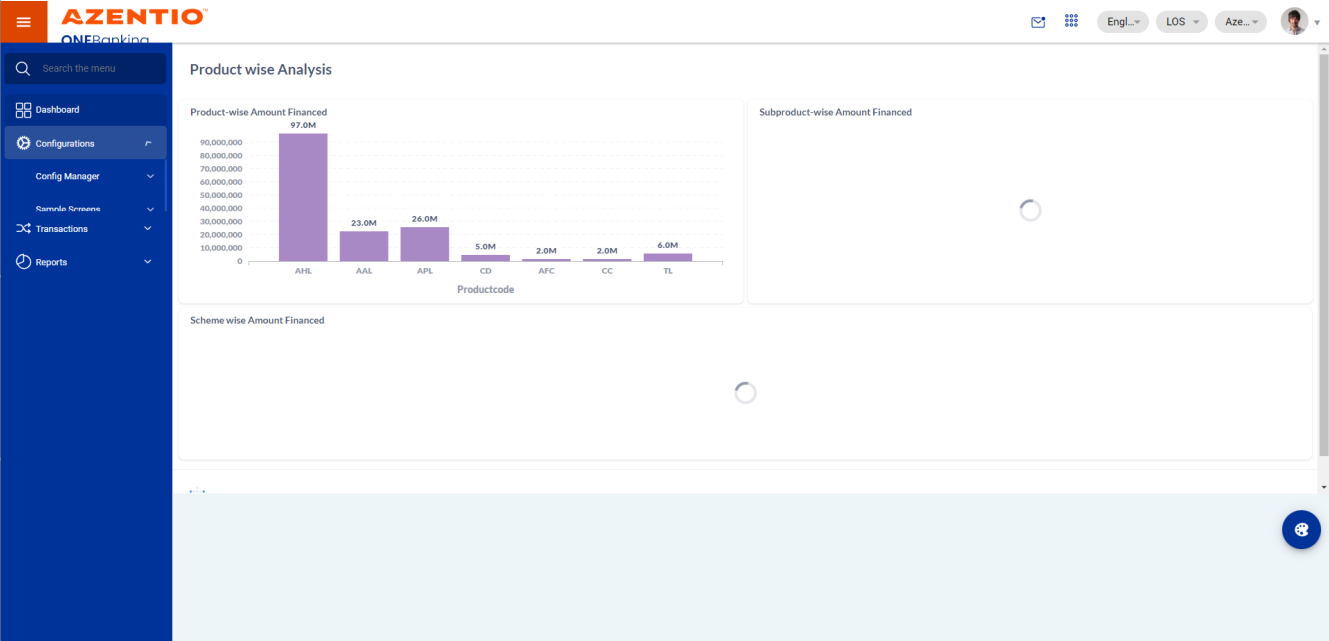 AZENTIO™
ONEBanking
Engl...
LOS
Aze...
Search the menu
Dashboard
Configurations
Config Manager
Sample Screens
Transactions
Reports
Product wise Analysis
Product-wise Amount Financed
97.0M
90,000,000
80,000,000
70,000,000
60,000,000
50,000,000
40,000,000
30,000,000
20,000,000
10,000,000
0
23.0M
26.0M
5.0M
2.0M
2.0M
6.0M
AHL
AAL
APL
CD
AFC
CC
TL
Productcode
Subproduct-wise Amount Financed
Scheme wise Amount Financed